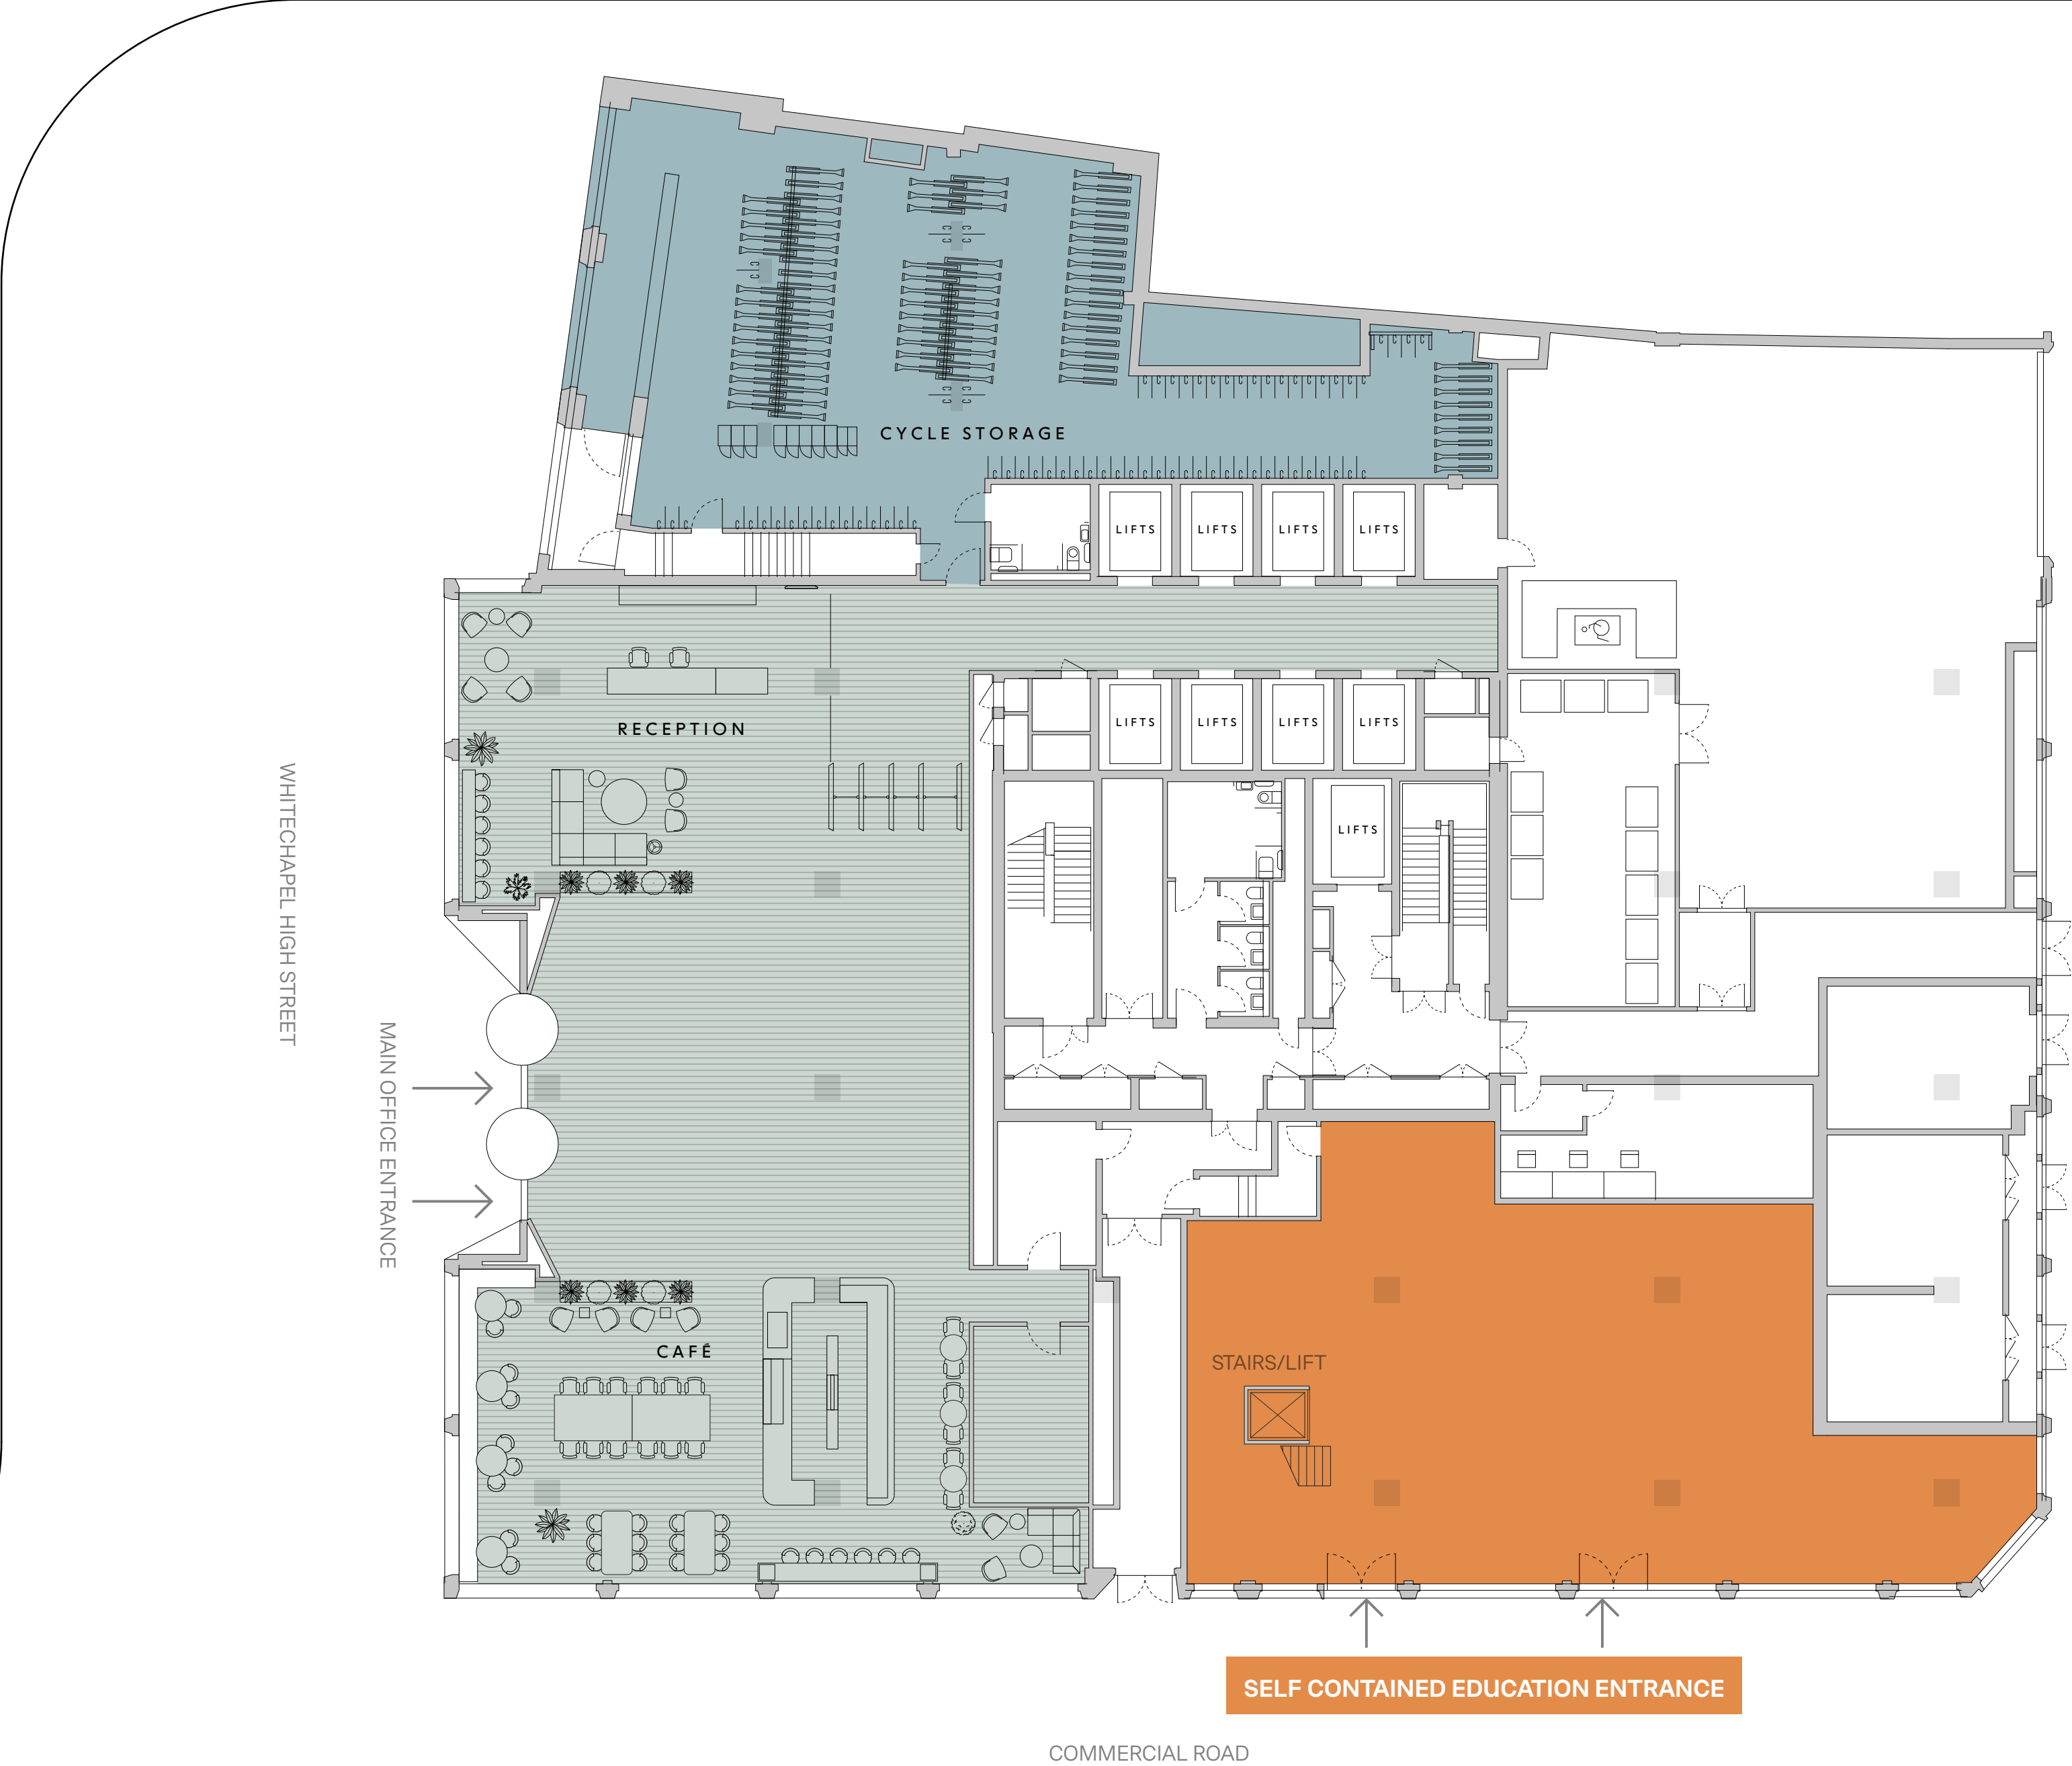 CYCLE STORAGE
LIFTS
LIFTS
LIFTS
LIFTS
RECEPTION
LIFTS
LIFTS
LIFTS
LIFTS
LIFTS
WHITECHAPEL HIGH STREET
MAIN OFFICE ENTRANCE
CAFÉ
STAIRS/LIFT
SELF CONTAINED EDUCATION ENTRANCE
COMMERCIAL ROAD